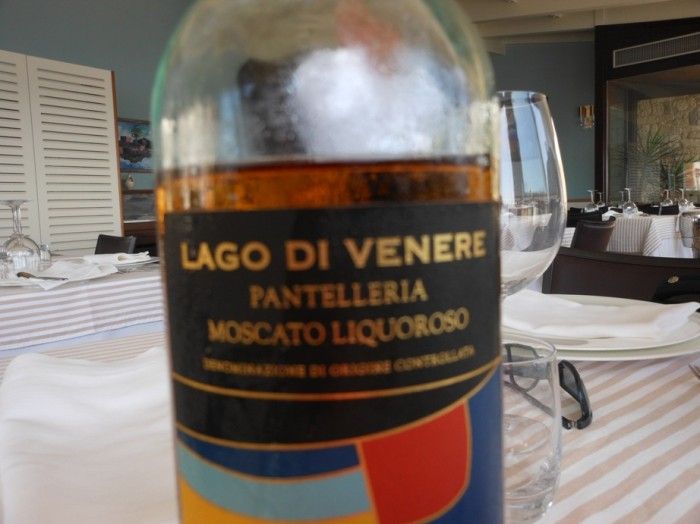 LAGO DI VENERE
PANTELLERIA
MOSCATO LIQUOROSO
DENOMINAZIONE DI ORIGINE CONTROLLATA